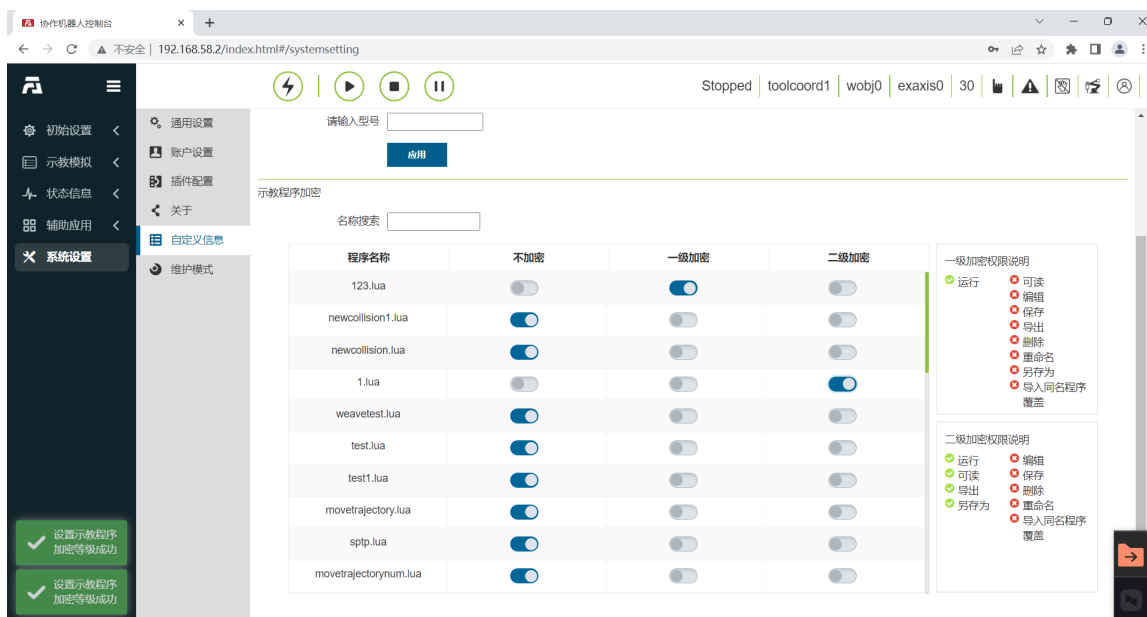 协作机器人控制台
不安全 | 192.168.58.2/index.html#/systemsetting
Stopped toolcoord1 wobj0 exaxis0 30
初始设置
示教模拟
状态信息
辅助应用
系统设置
通用设置
账户设置
插件配置
关于
自定义信息
维护模式
请输入型号
应用
示教程序加密
名称搜索
程序名称 不加密 一级加密 二级加密
123.lua
newcollision1.lua
newcollision.lua
1.lua
weavetest.lua
test.lua
test1.lua
movetrajectory.lua
sptp.lua
movetrajectorynum.lua
一级加密权限说明
运行
可读
编辑
保存
导出
删除
重命名
另存为
导入同名程序
覆盖
二级加密权限说明
运行
可读
导出
另存为
编辑
保存
删除
重命名
导入同名程序
覆盖
设置示教程序
加密等级成功
设置示教程序
加密等级成功